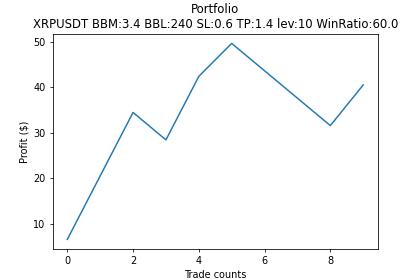 Portfolio
XRPUSDT BBM:3.4 BBL:240 SL:0.6 TP:1.4 lev:10 WinRatio:60.0
50
40
30
20
10
Profit ($)
0 2 4 6 8
Trade counts